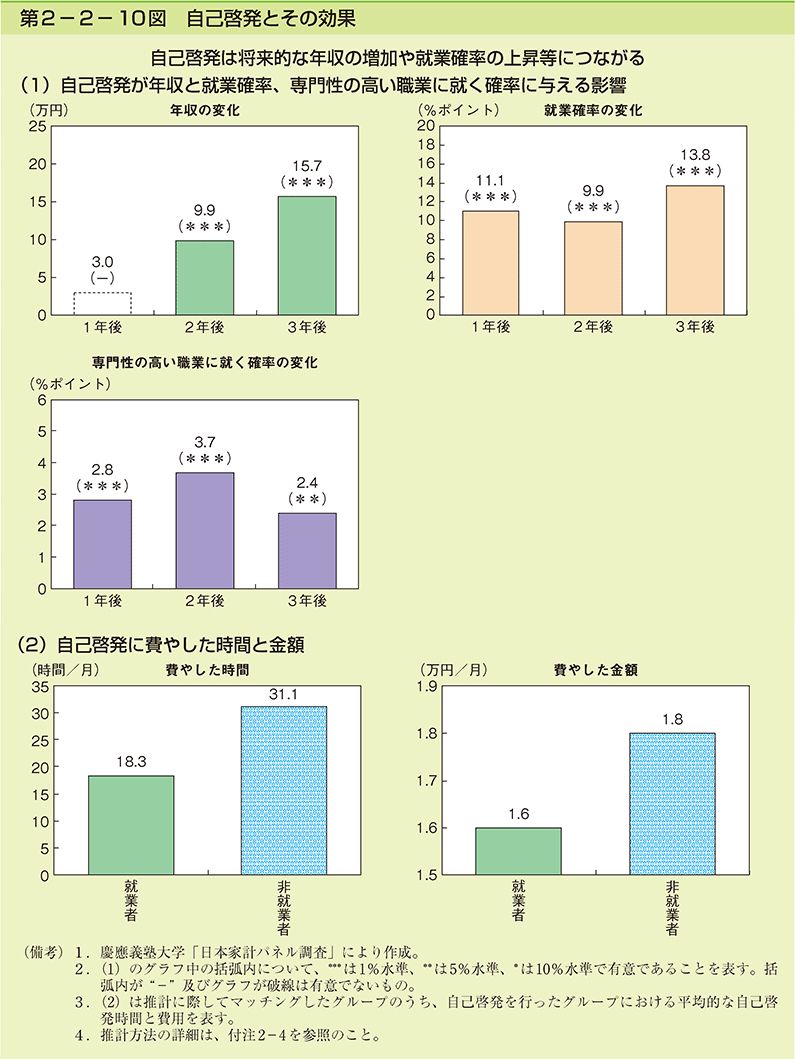 第２－２－10図　自己啓発とその効果
自己啓発は将来的な年収の増加や就業確率の上昇等につながる
（１）自己啓発が年収と就業確率、専門性の高い職業に就く確率に与える影響
（万円）
年収の変化
25
20
15
10
5
0
3.0
（－）
9.9
（＊＊＊）
15.7
（＊＊＊）
１年後
２年後
３年後
（％ポイント）
就業確率の変化
20
18
16
14
12
10
8
6
4
2
0
11.1
（＊＊＊）
9.9
（＊＊＊）
13.8
（＊＊＊）
１年後
２年後
３年後
専門性の高い職業に就く確率の変化
（％ポイント）
6
5
4
3
2
1
0
2.8
（＊＊＊）
3.7
（＊＊＊）
2.4
（＊＊）
１年後
２年後
３年後
（２）自己啓発に費やした時間と金額
（時間／月）
費やした時間
35
30
25
20
15
10
5
0
18.3
31.1
就業者
非就業者
（万円／月）
費やした金額
1.9
1.8
1.7
1.6
1.5
1.6
1.8
就業者
非就業者
（備考）１．慶應義塾大学「日本家計パネル調査」により作成。
２．（１）のグラフ中の括弧内について、***は1％水準、**は5％水準、*は10％水準で有意であることを表す。括
弧内が“－”及びグラフが破線は有意でないもの。
３．（２）は推計に際してマッチングしたグループのうち、自己啓発を行ったグループにおける平均的な自己啓
発時間と費用を表す。
４．推計方法の詳細は、付注２－４を参照のこと。